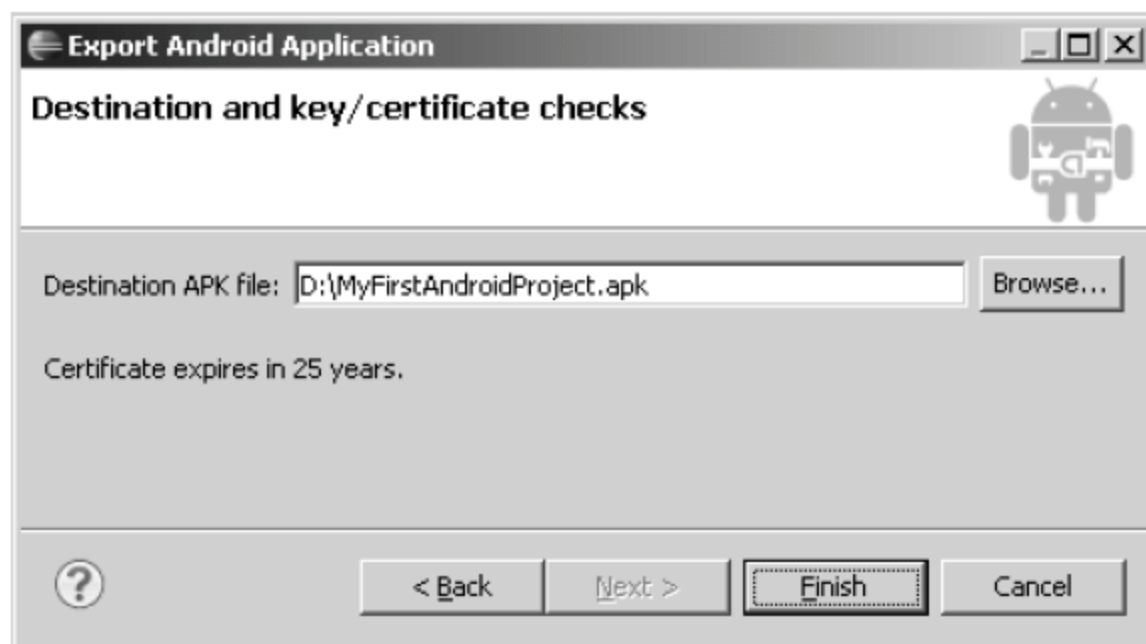 Export Android Application
Destination and key/certificate checks
Destination APK file: D:\MyFirstAndroidProject.apk Browse...
Certificate expires in 25 years.
? < Back Next > Finish Cancel